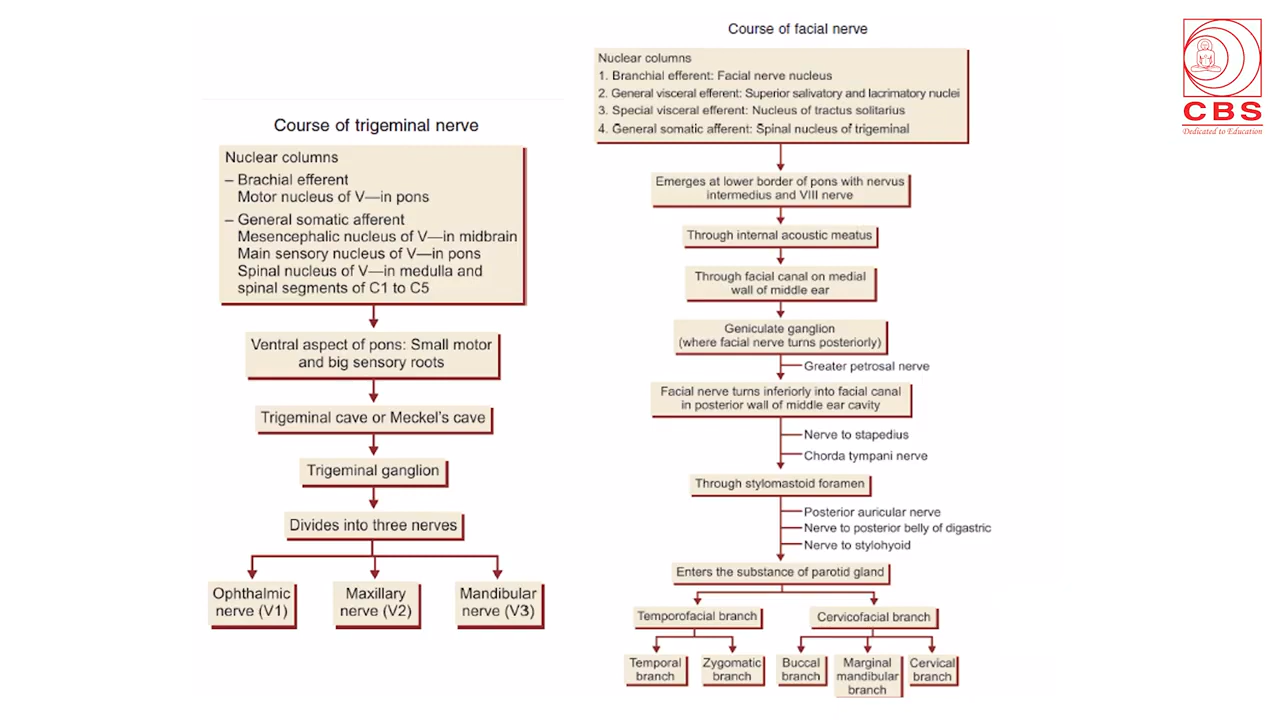 Course of trigeminal nerve
Nuclear columns
– Brachial efferent
Motor nucleus of V—in pons
– General somatic afferent
Mesencephalic nucleus of V—in midbrain
Main sensory nucleus of V—in pons
Spinal nucleus of V—in medulla and
spinal segments of C1 to C5
Ventral aspect of pons: Small motor
and big sensory roots
Trigeminal cave or Meckel's cave
Trigeminal ganglion
Divides into three nerves
Ophthalmic
nerve (V1)
Maxillary
nerve (V2)
Mandibular
nerve (V3)
Course of facial nerve
Nuclear columns
1. Branchial efferent: Facial nerve nucleus
2. General visceral efferent: Superior salivatory and lacrimatory nuclei
3. Special visceral efferent: Nucleus of tractus solitarius
4. General somatic afferent: Spinal nucleus of trigeminal
Emerges at lower border of pons with nervus
intermedius and VIII nerve
Through internal acoustic meatus
Through facial canal on medial
wall of middle ear
Geniculate ganglion
(where facial nerve turns posteriorly)
Greater petrosal nerve
Facial nerve turns inferiorly into facial canal
in posterior wall of middle ear cavity
Nerve to stapedius
Chorda tympani nerve
Through stylomastoid foramen
Posterior auricular nerve
Nerve to posterior belly of digastric
Nerve to stylohyoid
Enters the substance of parotid gland
Temporofacial branch
Cervicofacial branch
Temporal
branch
Zygomatic
branch
Buccal
branch
Marginal
mandibular
branch
Cervical
branch
CBS
Dedicated to Education